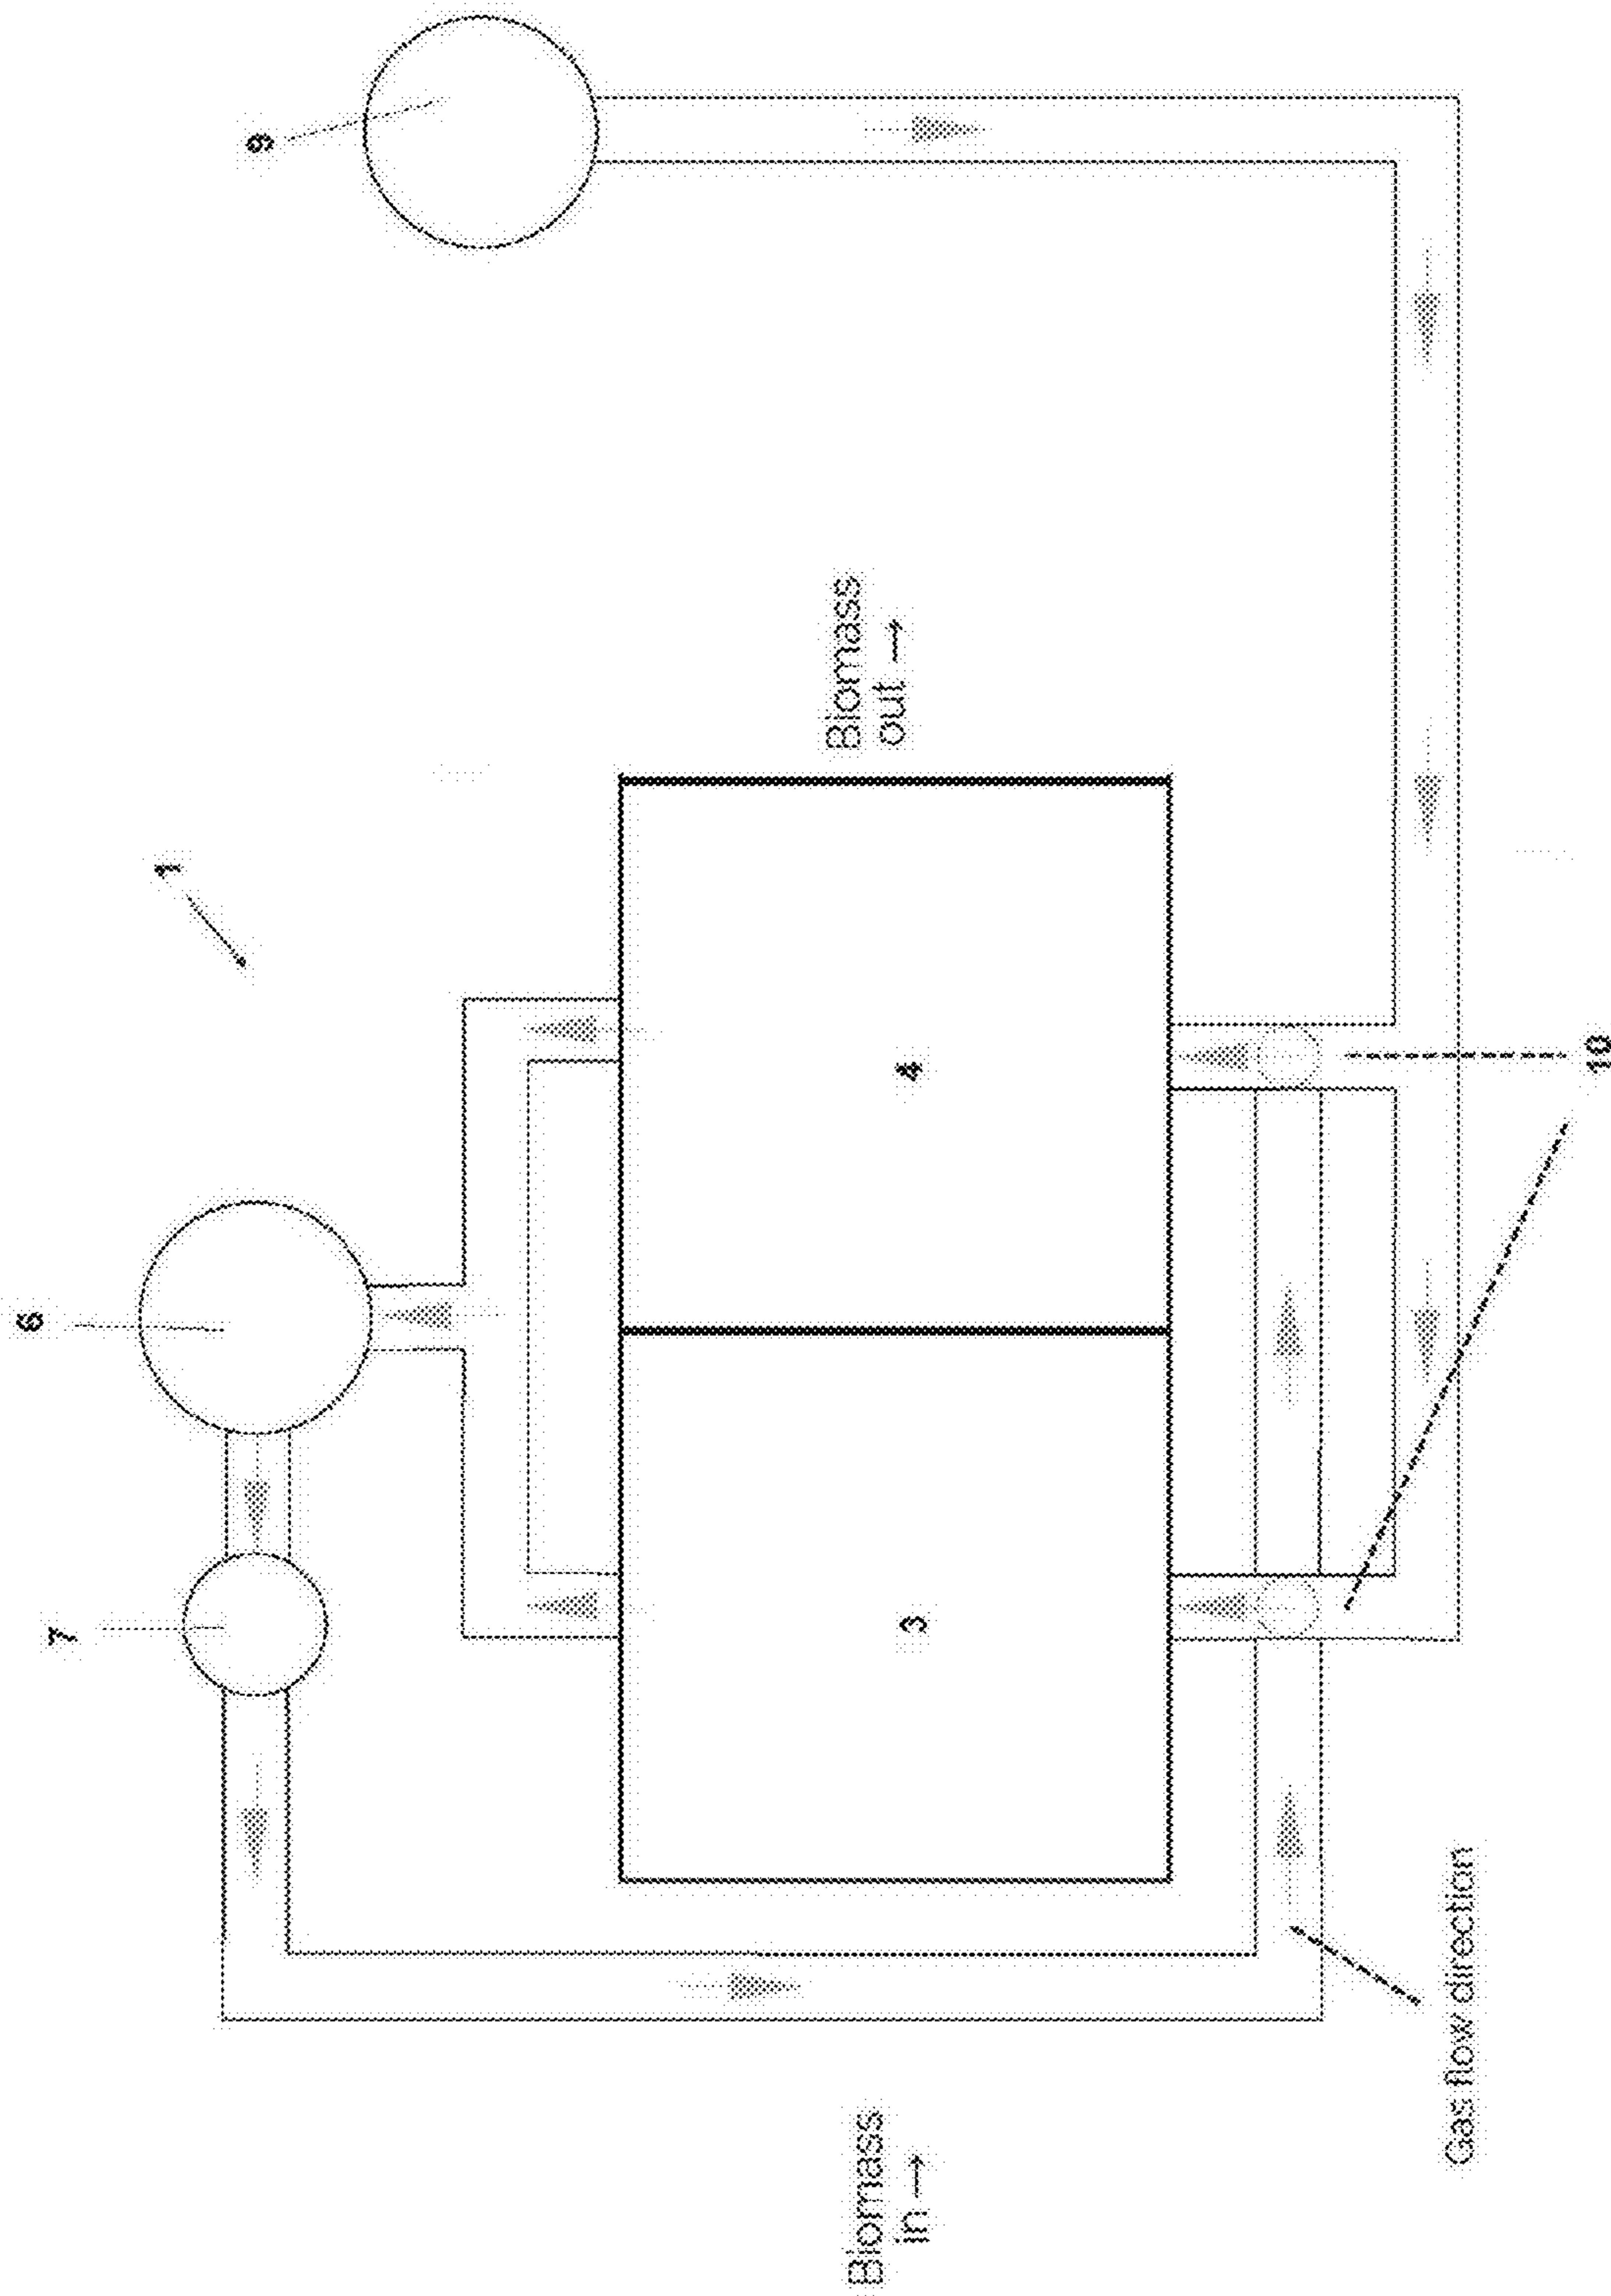 6
7
1
9
Biomass
in →
3
4
Biomass
out →
Gas flow direction
10